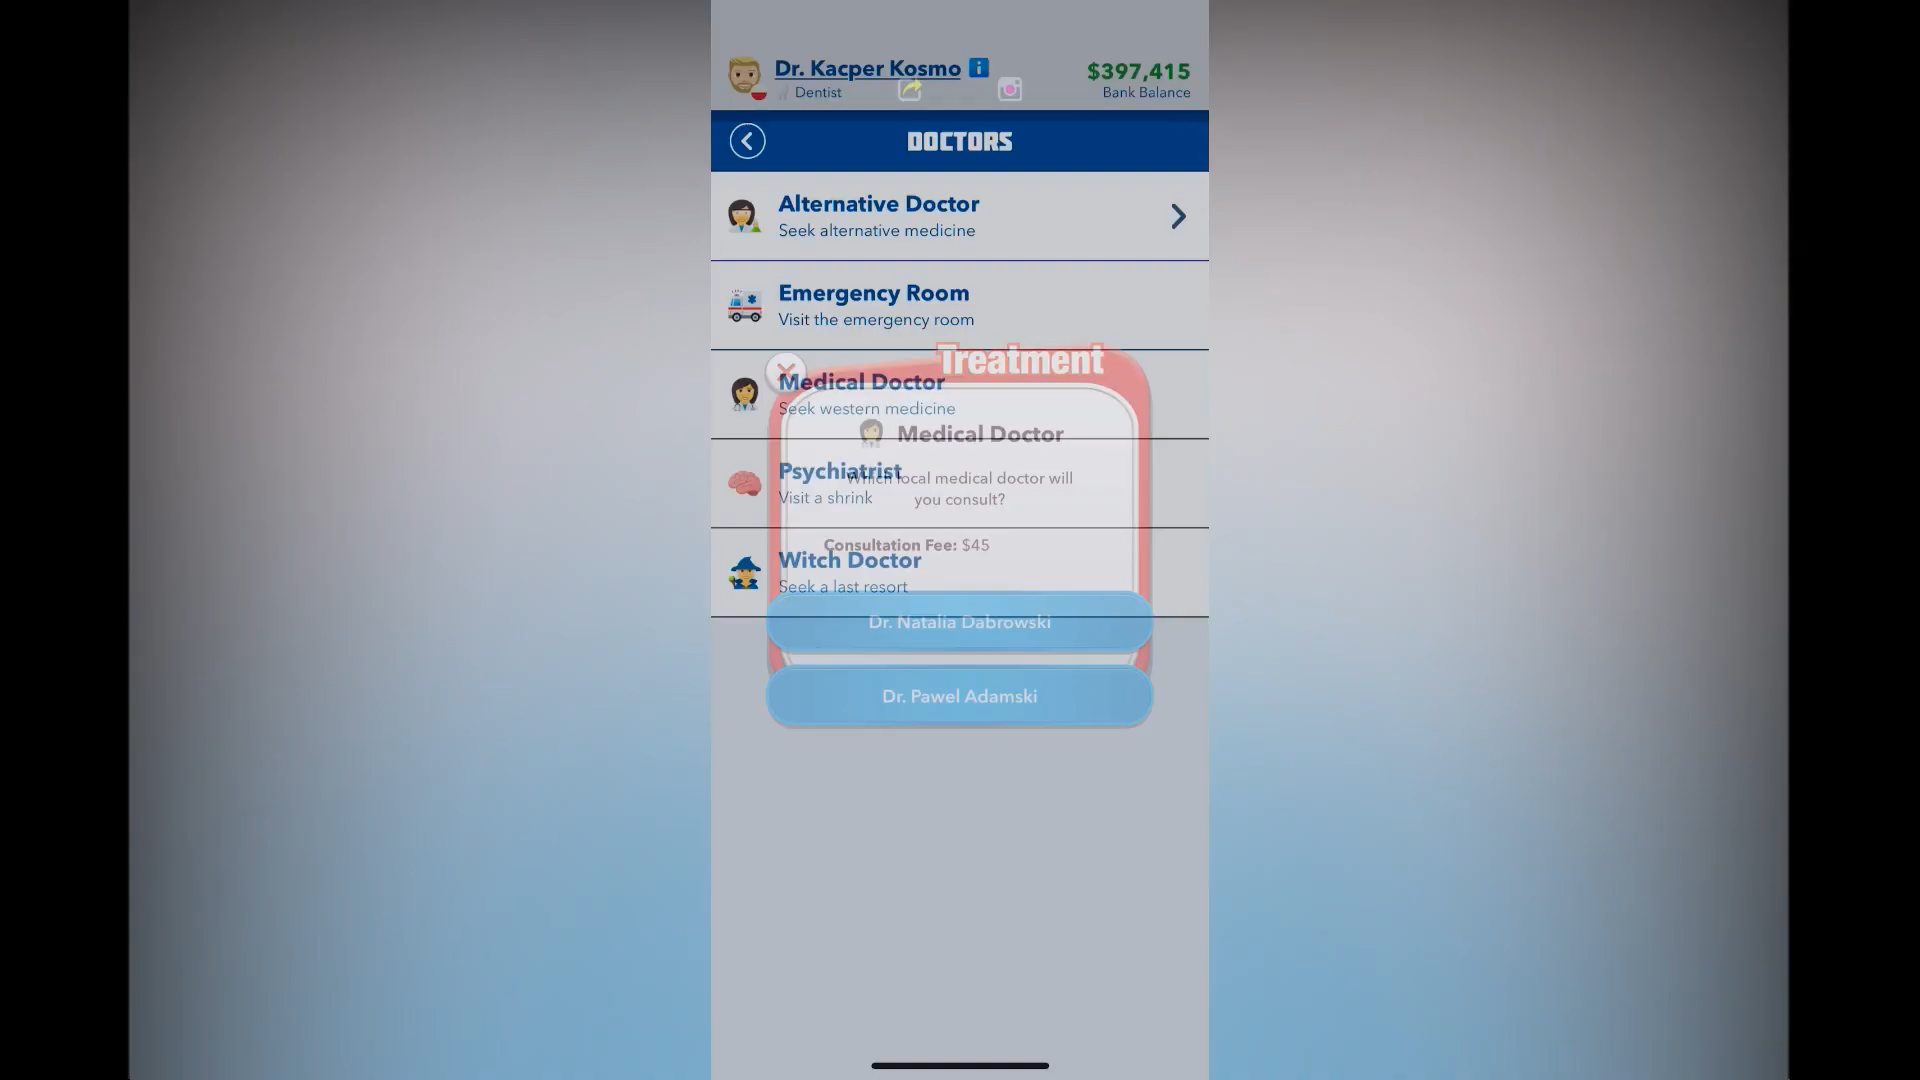 Dr. Kacper Kosmo
Dentist
$397,415
Bank Balance
DOCTORS
Alternative Doctor
Seek alternative medicine
Emergency Room
Visit the emergency room
Treatment
Medical Doctor
Seek western medicine
Medical Doctor
Psychiatrist
Visit a shrink
Which local medical doctor will
you consult?
Consultation Fee: $45
Witch Doctor
Seek a last resort
Dr. Natalia Dabrowski
Dr. Pawel Adamski